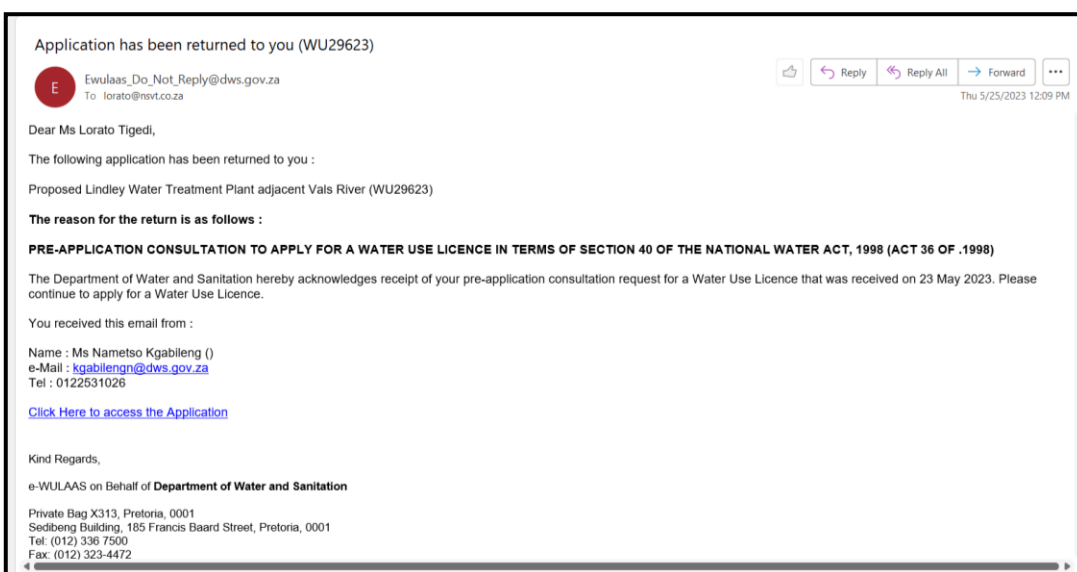 Application has been returned to you (WU29623)
E
Ewulaas_Do_Not_Reply@dws.gov.za
To lorato@nsvt.co.za
Reply
Reply All
Forward
Thu 5/25/2023 12:09 PM
Dear Ms Lorato Tigedi,
The following application has been returned to you :
Proposed Lindley Water Treatment Plant adjacent Vals River (WU29623)
The reason for the return is as follows :
PRE-APPLICATION CONSULTATION TO APPLY FOR A WATER USE LICENCE IN TERMS OF SECTION 40 OF THE NATIONAL WATER ACT, 1998 (ACT 36 OF .1998)
The Department of Water and Sanitation hereby acknowledges receipt of your pre-application consultation request for a Water Use Licence that was received on 23 May 2023. Please
continue to apply for a Water Use Licence.
You received this email from :
Name : Ms Nametso Kgabileng ()
e-Mail : kgabilengn@dws.gov.za
Tel : 0122531026
Click Here to access the Application
Kind Regards,
e-WULAAS on Behalf of Department of Water and Sanitation
Private Bag X313, Pretoria, 0001
Sedibeng Building, 185 Francis Baard Street, Pretoria, 0001
Tel: (012) 336 7500
Fax: (012) 323-4472